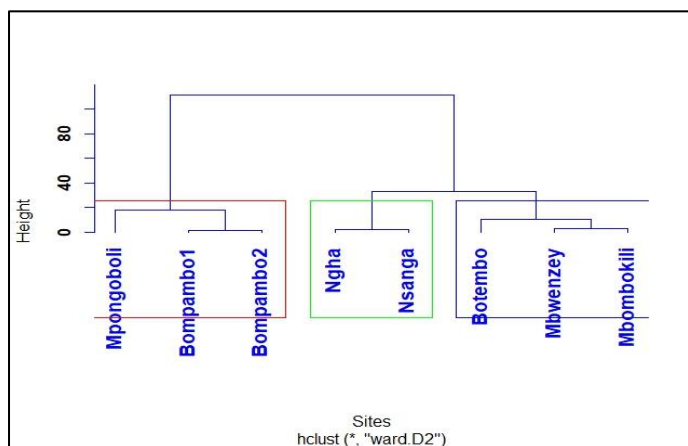 Height
80
40
0
Mpongoboli
Bompambo1
Bompambo2
Ngha
Nsanga
Botembo
Mbwenzey
Mbombokili
Sites
hclust (*, "ward.D2")